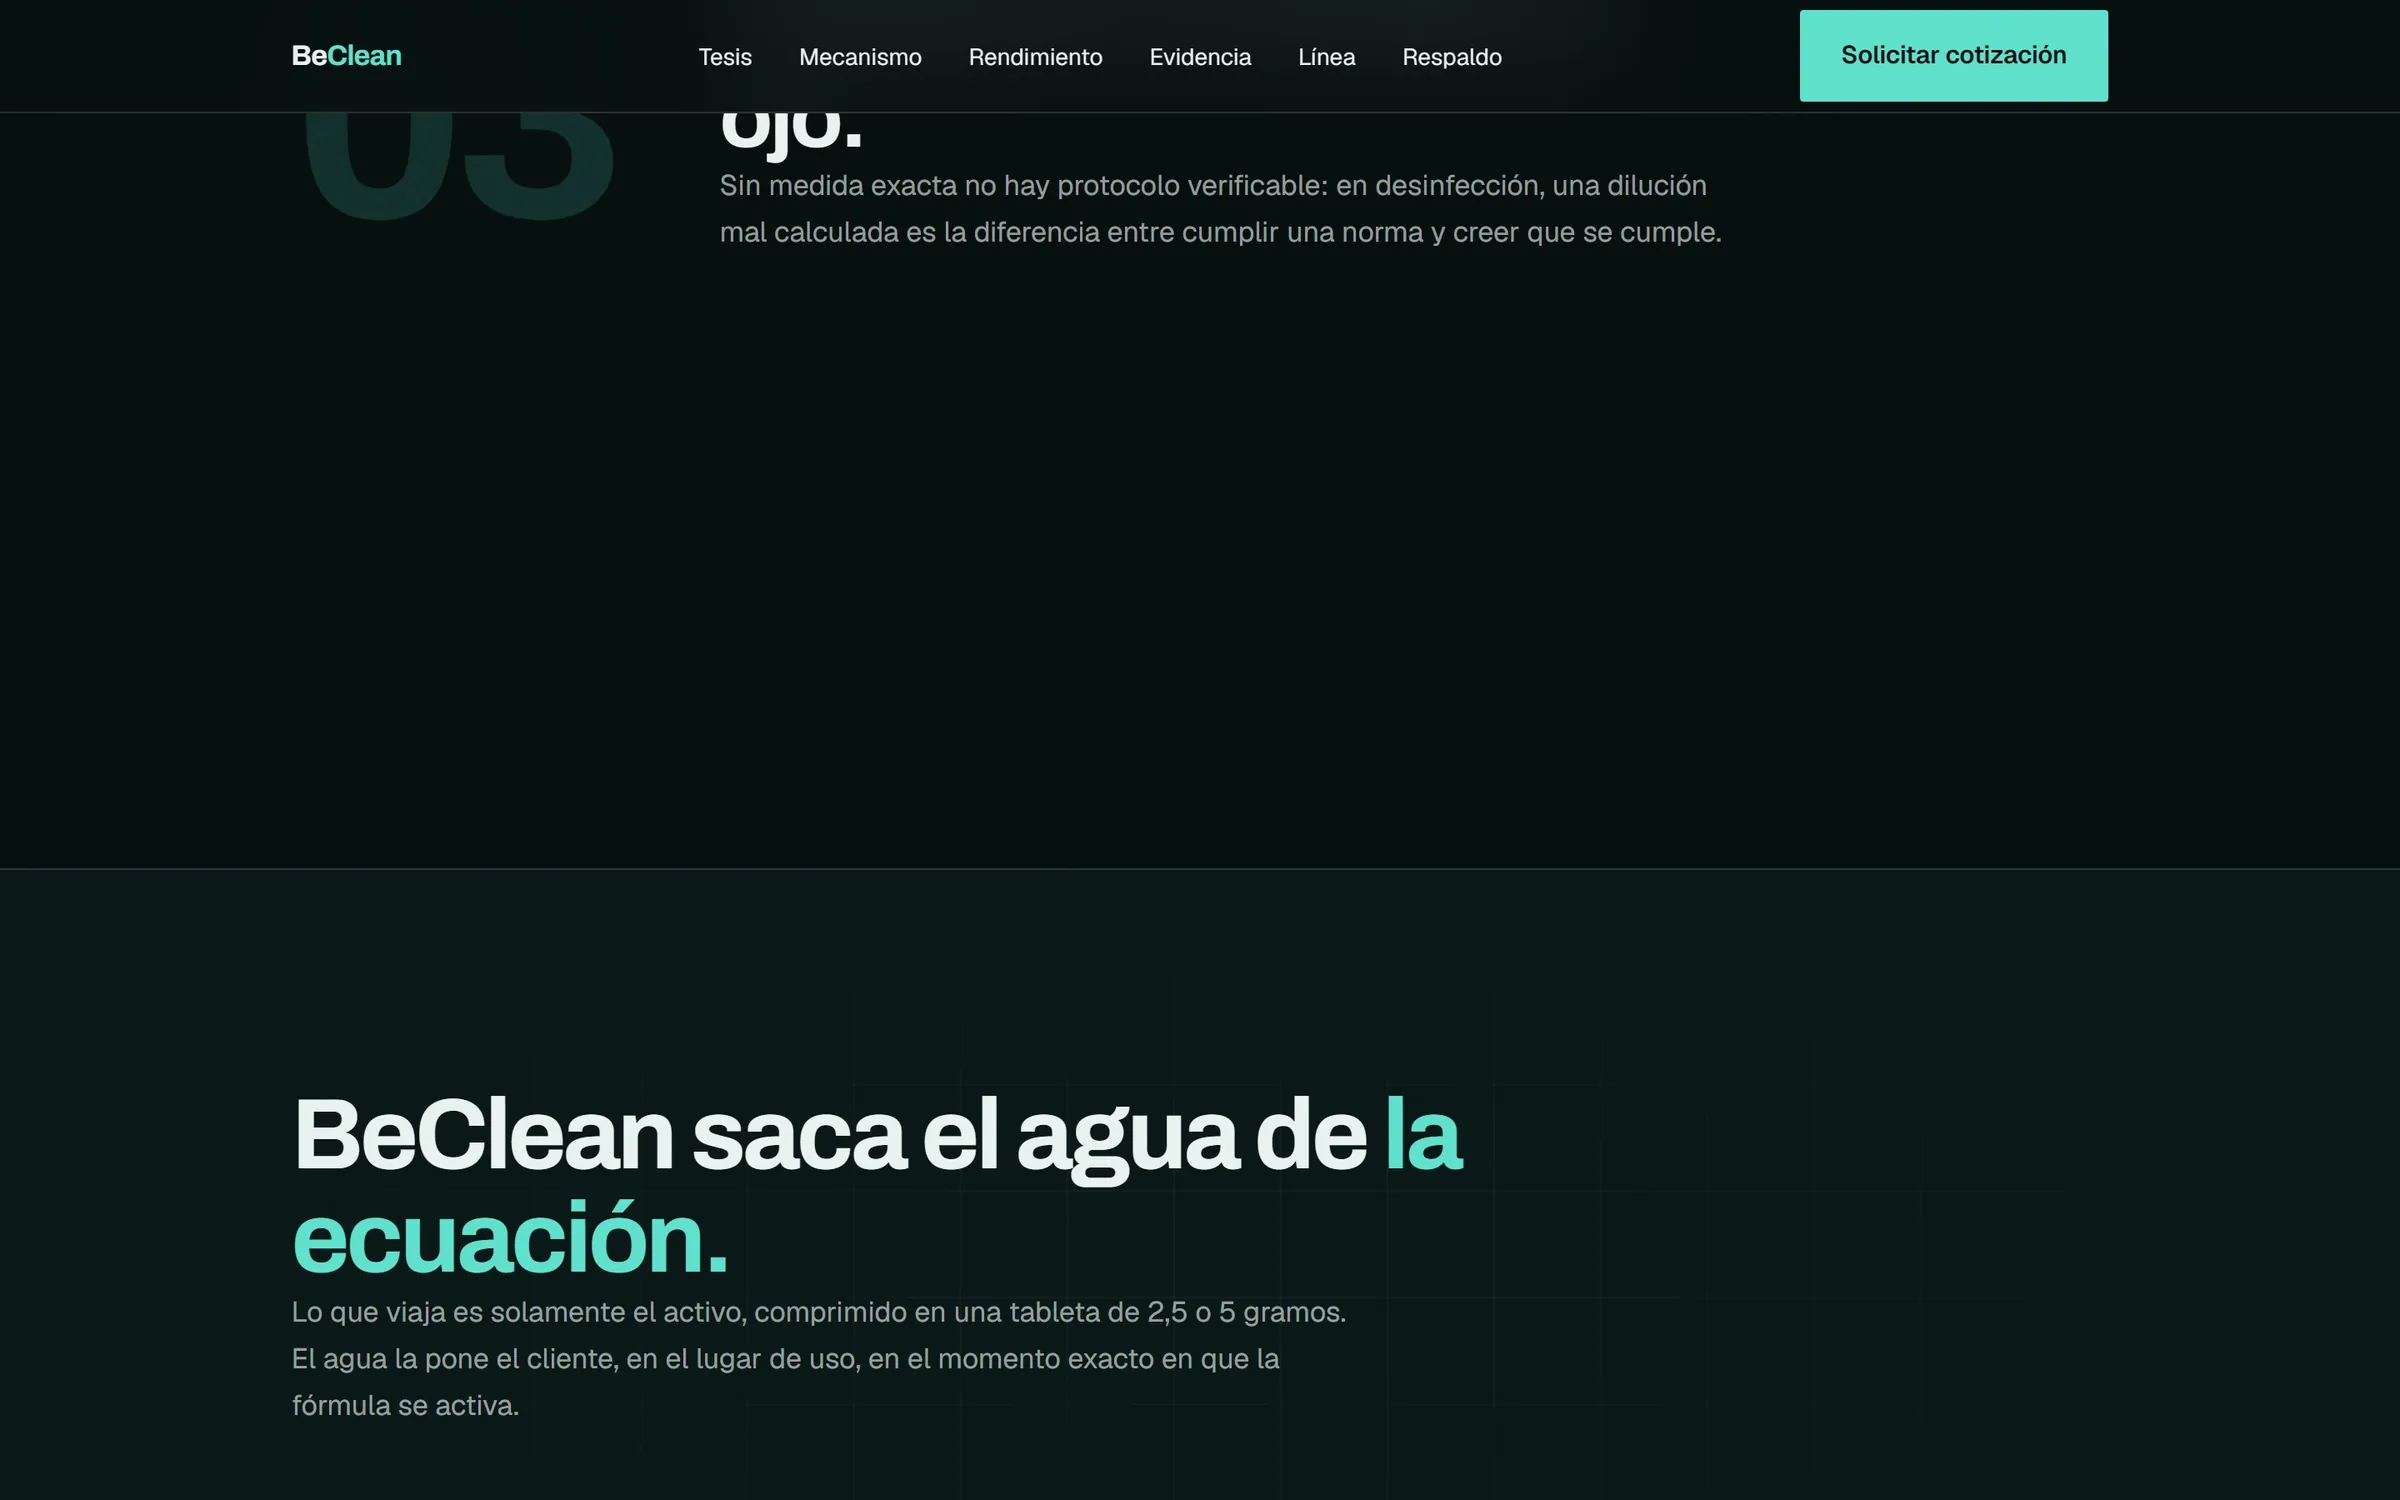 BeClean
Tesis Mecanismo Rendimiento Evidencia Línea Respaldo
Solicitar cotización
03
ojo.
Sin medida exacta no hay protocolo verificable: en desinfección, una dilución
mal calculada es la diferencia entre cumplir una norma y creer que se cumple.
BeClean saca el agua de la
ecuación.
Lo que viaja es solamente el activo, comprimido en una tableta de 2,5 o 5 gramos.
El agua la pone el cliente, en el lugar de uso, en el momento exacto en que la
fórmula se activa.